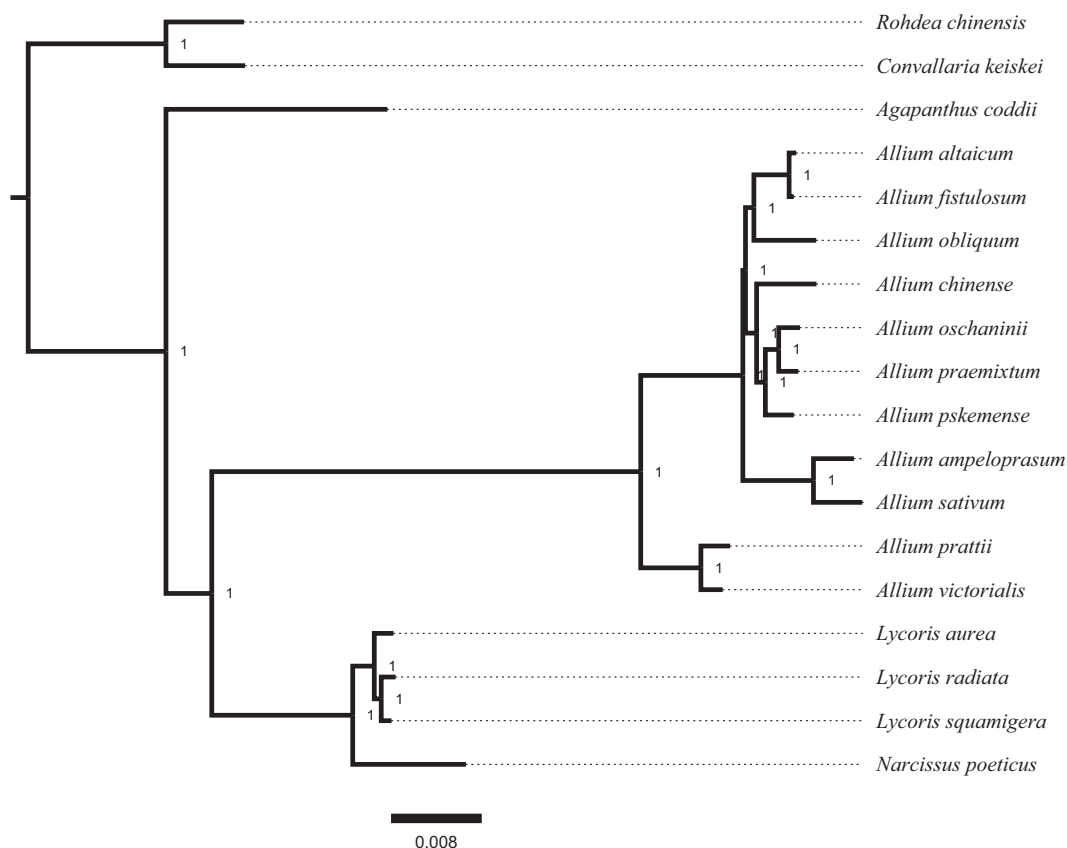 Rohdea chinensis
1
Convallaria keiskei
Agapanthus coddii
Allium altaicum
1
Allium fistulosum
1
Allium obliquum
1
Allium chinense
Allium oschaninii
1
1
1
Allium praemixtum
1
1
Allium pskemense
Allium ampeloprasum
1
1
Allium sativum
Allium prattii
1
Allium victorialis
1
Lycoris aurea
1
Lycoris radiata
1
1
Lycoris squamigera
Narcissus poeticus
0.008